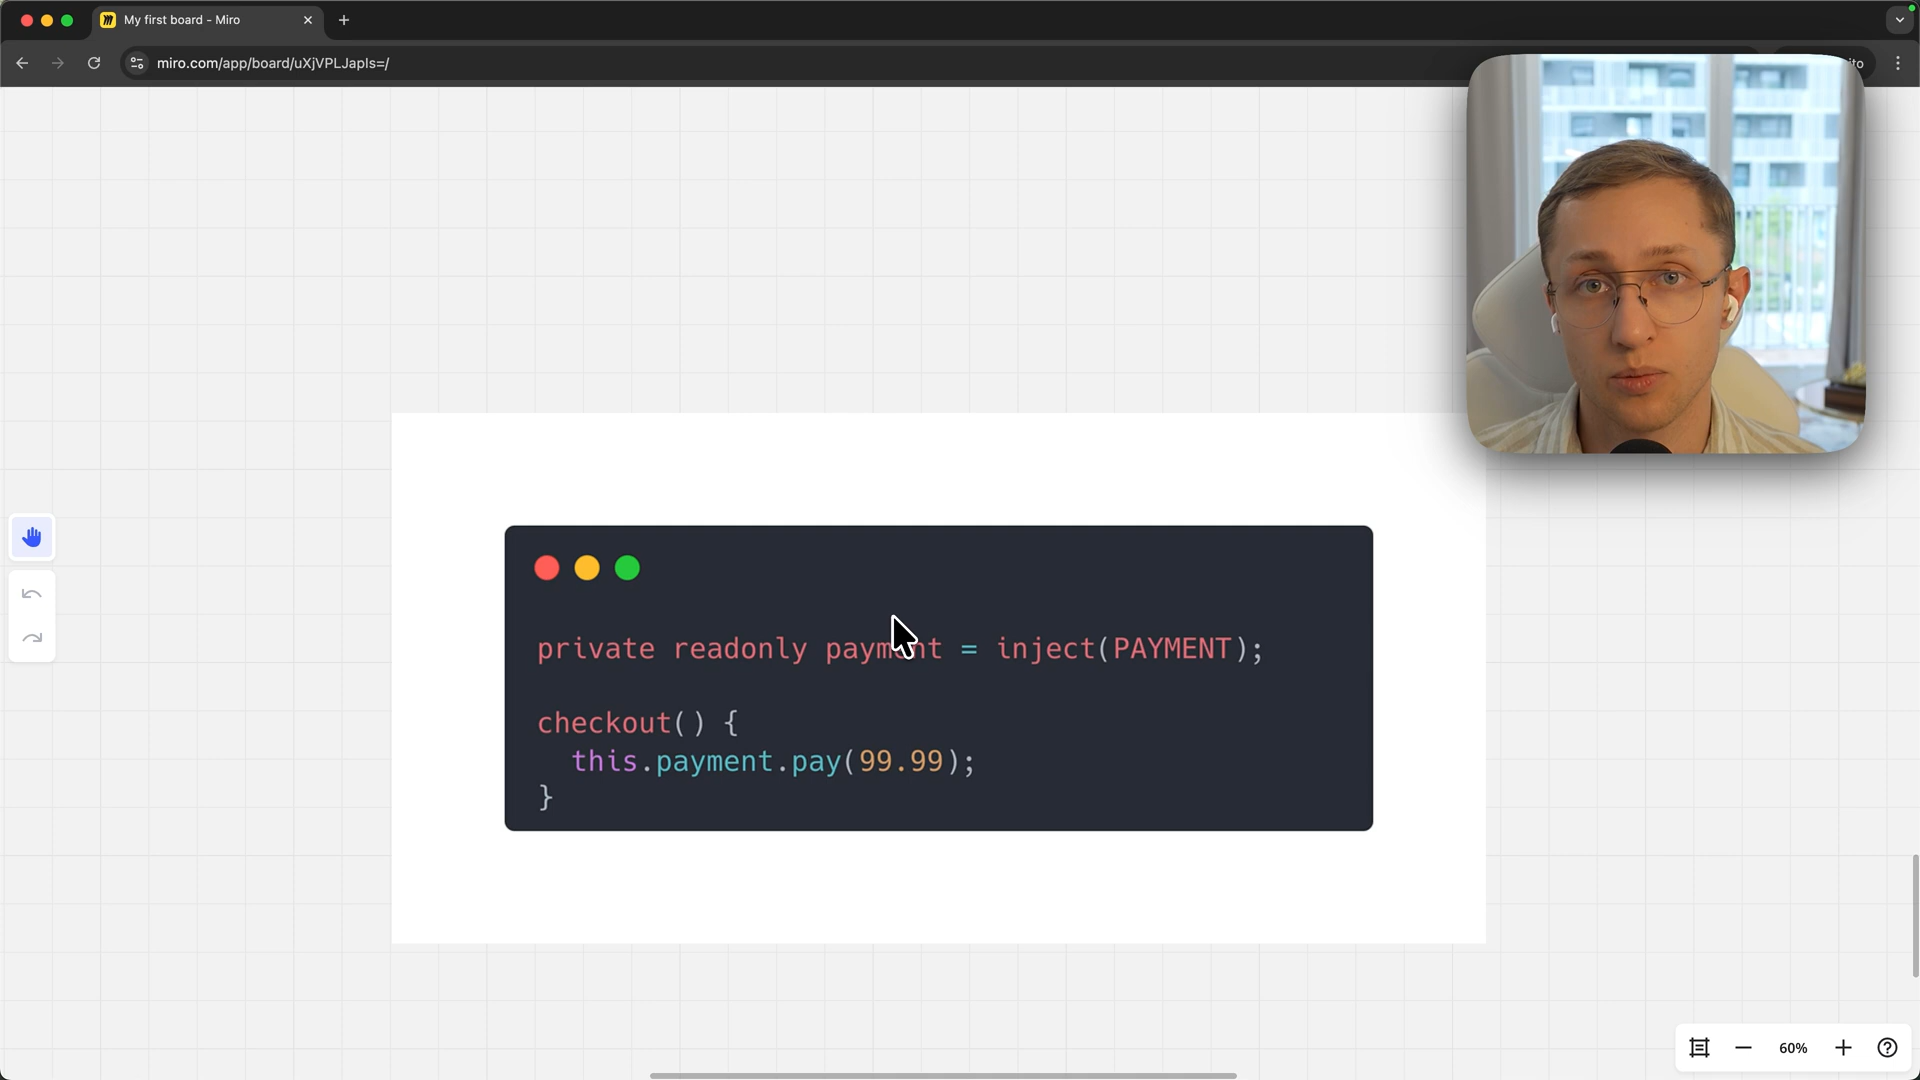 My first board - Miro
miro.com/app/board/uXjVPLJapIs=/
private readonly payment = inject(PAYMENT);
checkout() {
this.payment.pay(99.99);
}
60%